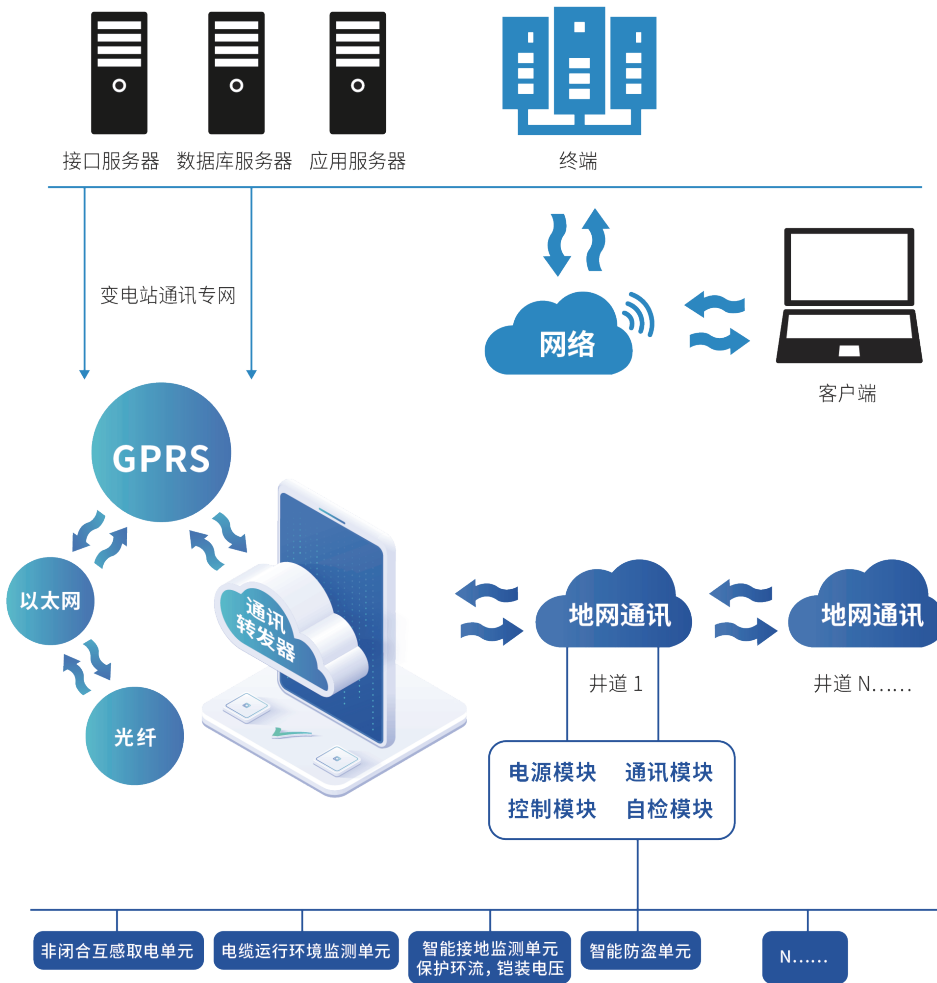 接口服务器
数据库服务器
应用服务器
终端
变电站通讯专网
网络
客户端
GPRS
以太网
光纤
通讯
转发器
地网通讯
井道 1
地网通讯
井道 N……
电源模块 通讯模块
控制模块 自检模块
非闭合互感取电单元
电缆运行环境监测单元
智能接地监测单元
保护环流，铠装电压
智能防盗单元
N……